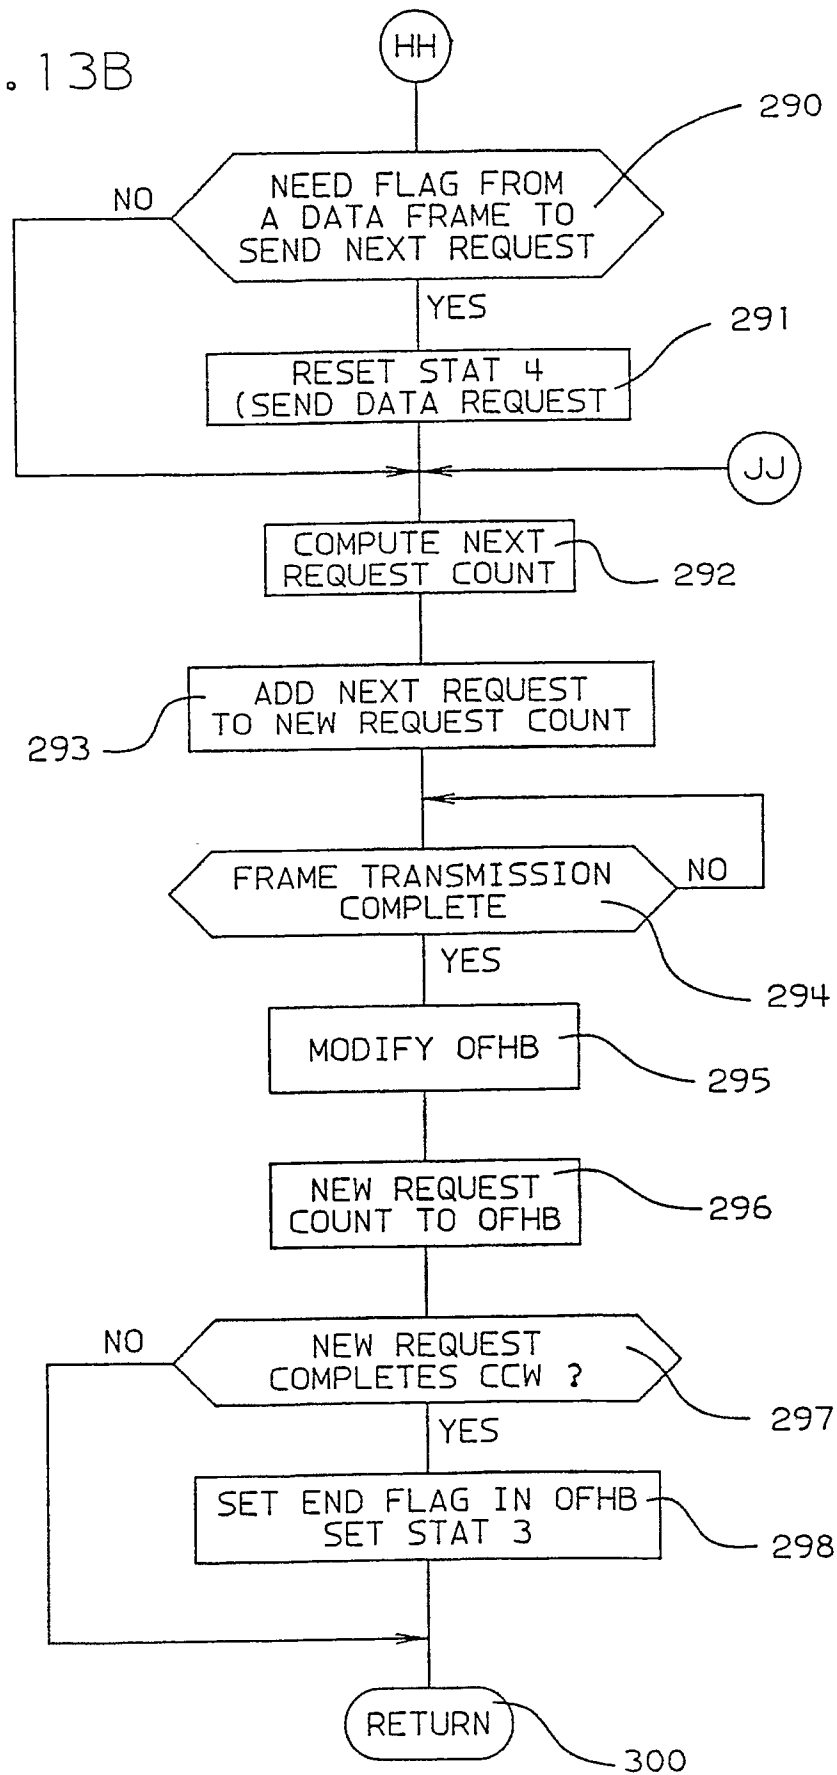 . 13B
HH
290
NO
NEED FLAG FROM
A DATA FRAME TO
SEND NEXT REQUEST
YES
291
RESET STAT 4
(SEND DATA REQUEST
JJ
COMPUTE NEXT
REQUEST COUNT
292
ADD NEXT REQUEST
TO NEW REQUEST COUNT
293
FRAME TRANSMISSION
COMPLETE
NO
YES
294
MODIFY OFHB
295
NEW REQUEST
COUNT TO OFHB
296
NO
NEW REQUEST
COMPLETES CCW ?
297
YES
SET END FLAG IN OFHB
SET STAT 3
298
RETURN
300